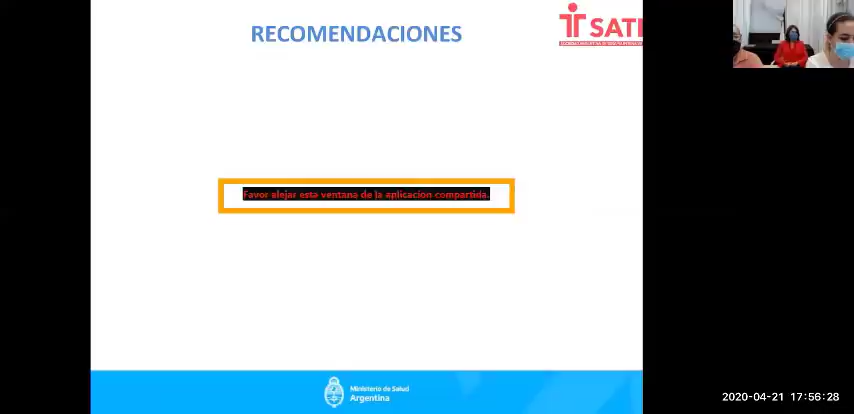 RECOMENDACIONES
SATI
Favor alejar esta ventana de la aplicación compartida.
Ministerio de Salud
Argentina
2020-04-21 17:56:28